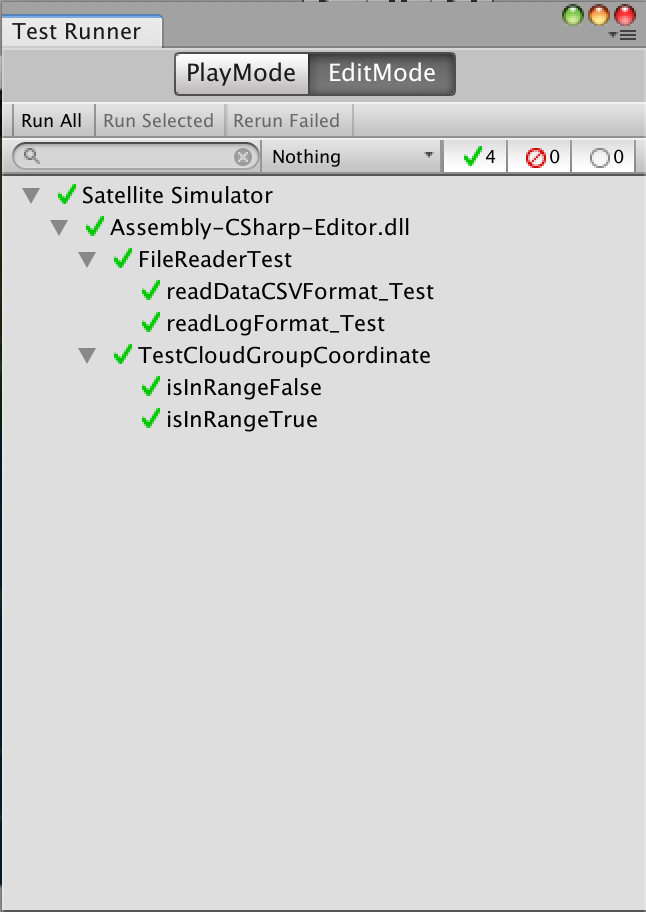 Test Runner
PlayMode EditMode
Run All Run Selected Rerun Failed
Nothing 4 0 0
Satellite Simulator
Assembly-CSharp-Editor.dll
FileReaderTest
readDataCSVFormat_Test
readLogFormat_Test
TestCloudGroupCoordinate
isInRangeFalse
isInRangeTrue